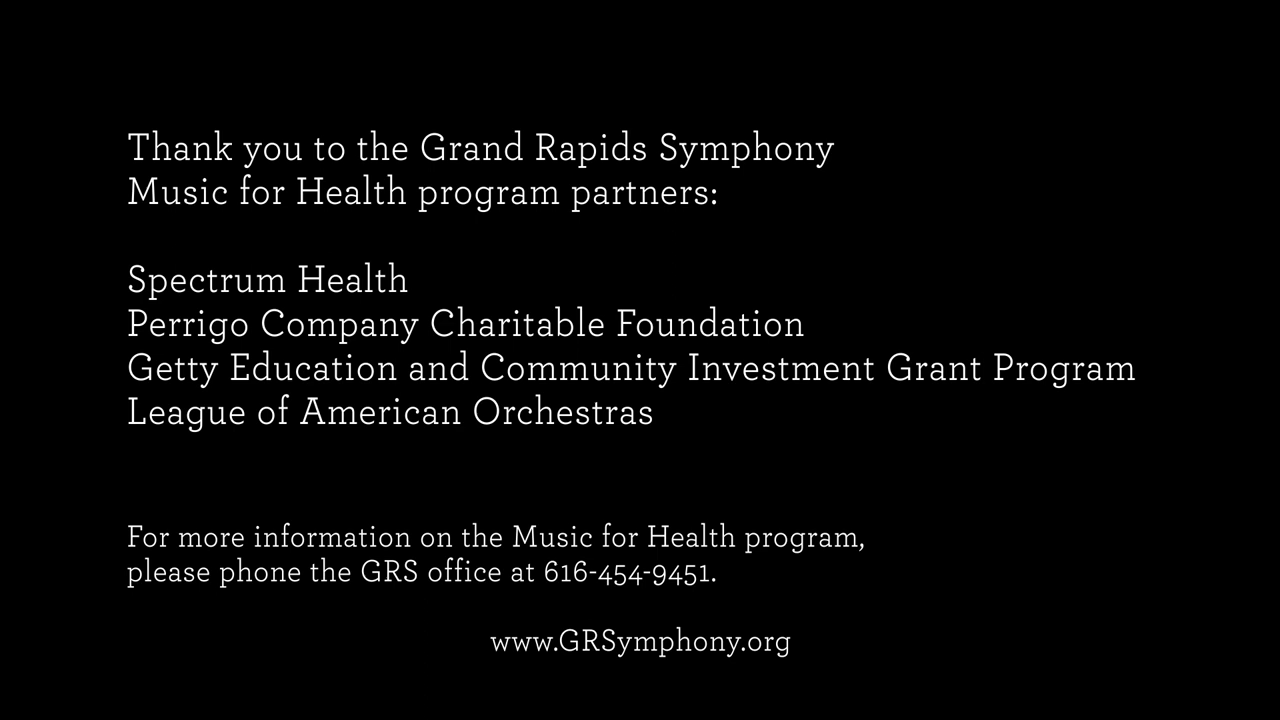 Thank you to the Grand Rapids Symphony
Music for Health program partners:
Spectrum Health
Perrigo Company Charitable Foundation
Getty Education and Community Investment Grant Program
League of American Orchestras
For more information on the Music for Health program,
please phone the GRS office at 616-454-9451.
www.GRSymphony.org